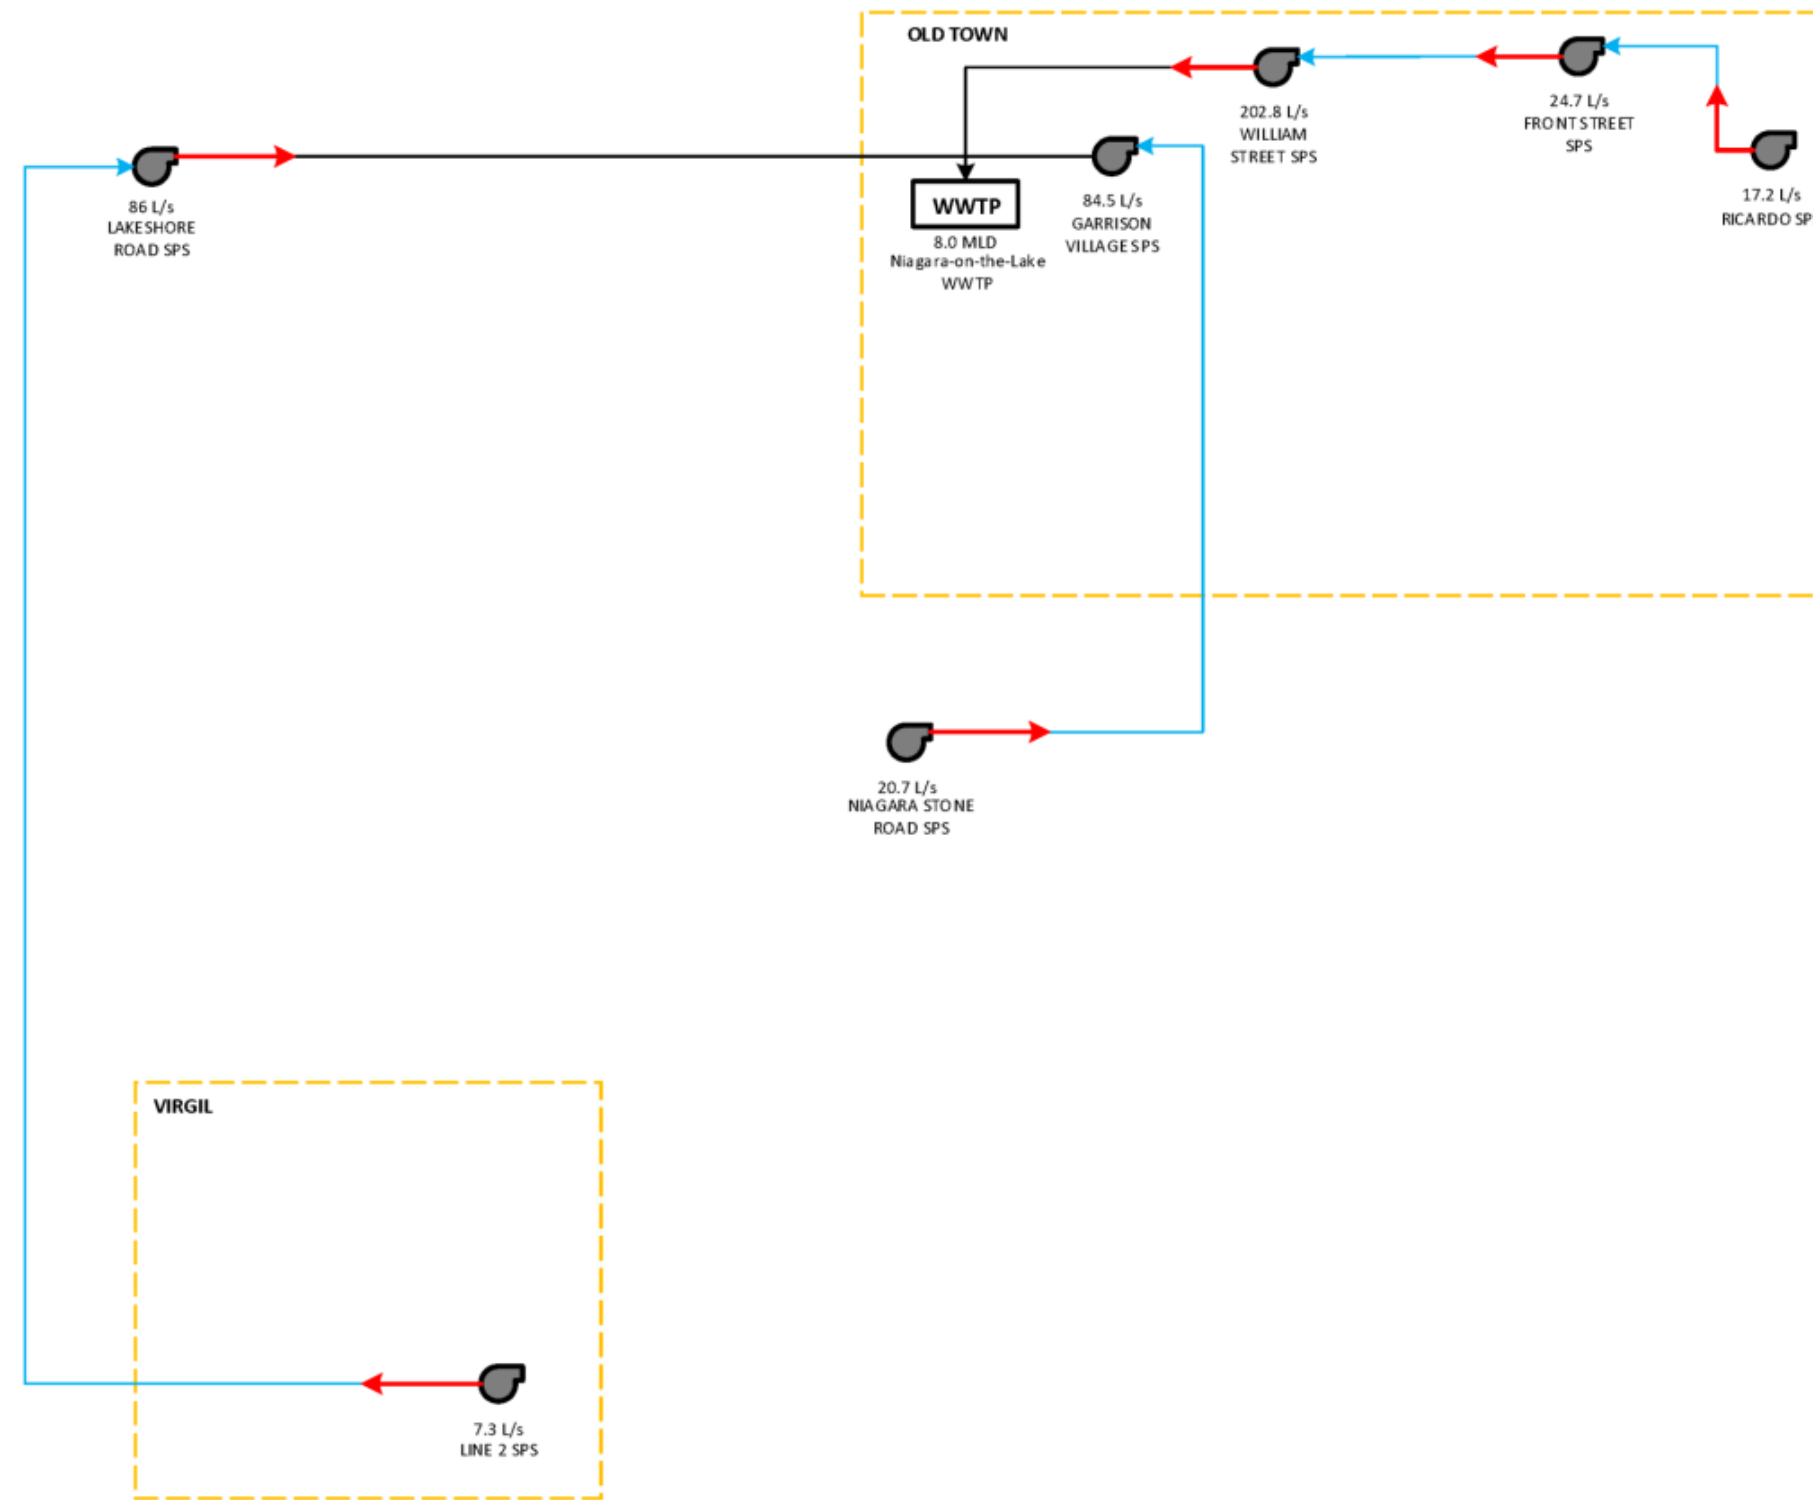 OLD TOWN
202.8 L/s
WILLIAM
STREET SPS
24.7 L/s
FRONT STREET
SPS
17.2 L/s
RICARDO SP
86 L/s
LAKESHORE
ROAD SPS
WWTP
8.0 MLD
Niagara-on-the-Lake
WWTP
84.5 L/s
GARRISON
VILLAGE SPS
20.7 L/s
NIAGARA STONE
ROAD SPS
VIRGIL
7.3 L/s
LINE 2 SPS